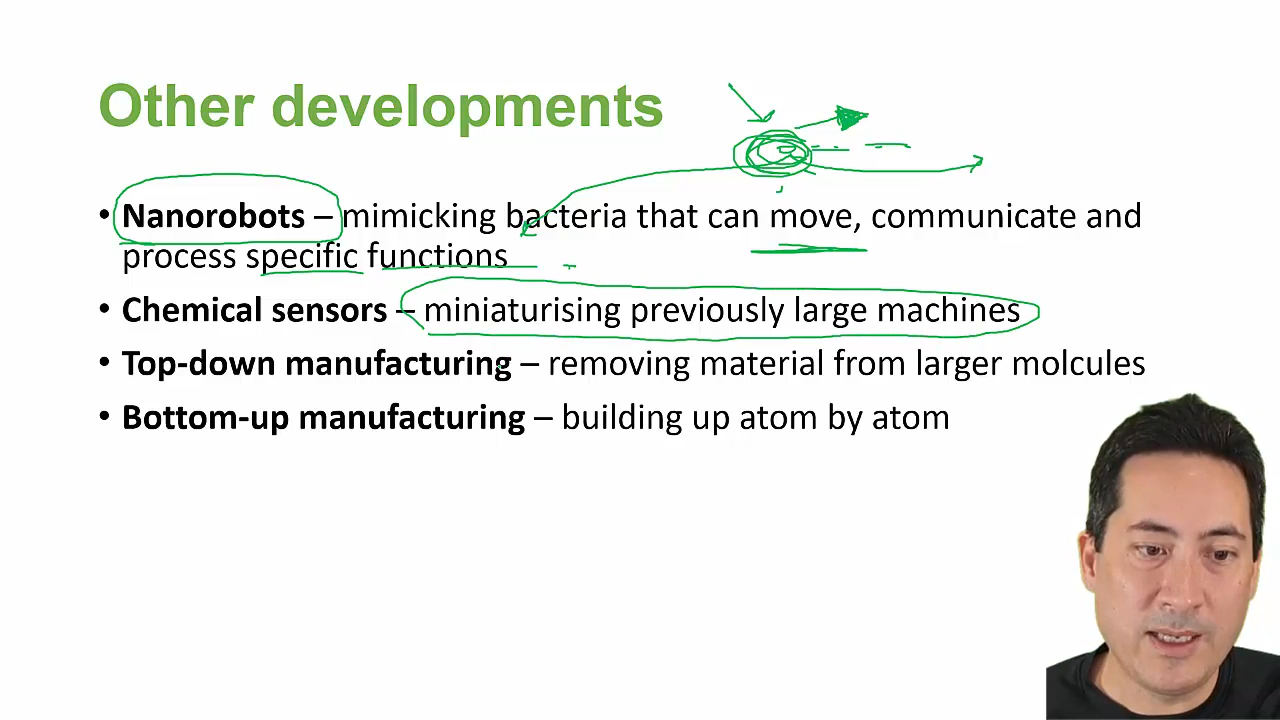 Other developments
• Nanorobots – mimicking bacteria that can move, communicate and
process specific functions
• Chemical sensors – miniaturising previously large machines
• Top-down manufacturing – removing material from larger molcules
• Bottom-up manufacturing – building up atom by atom